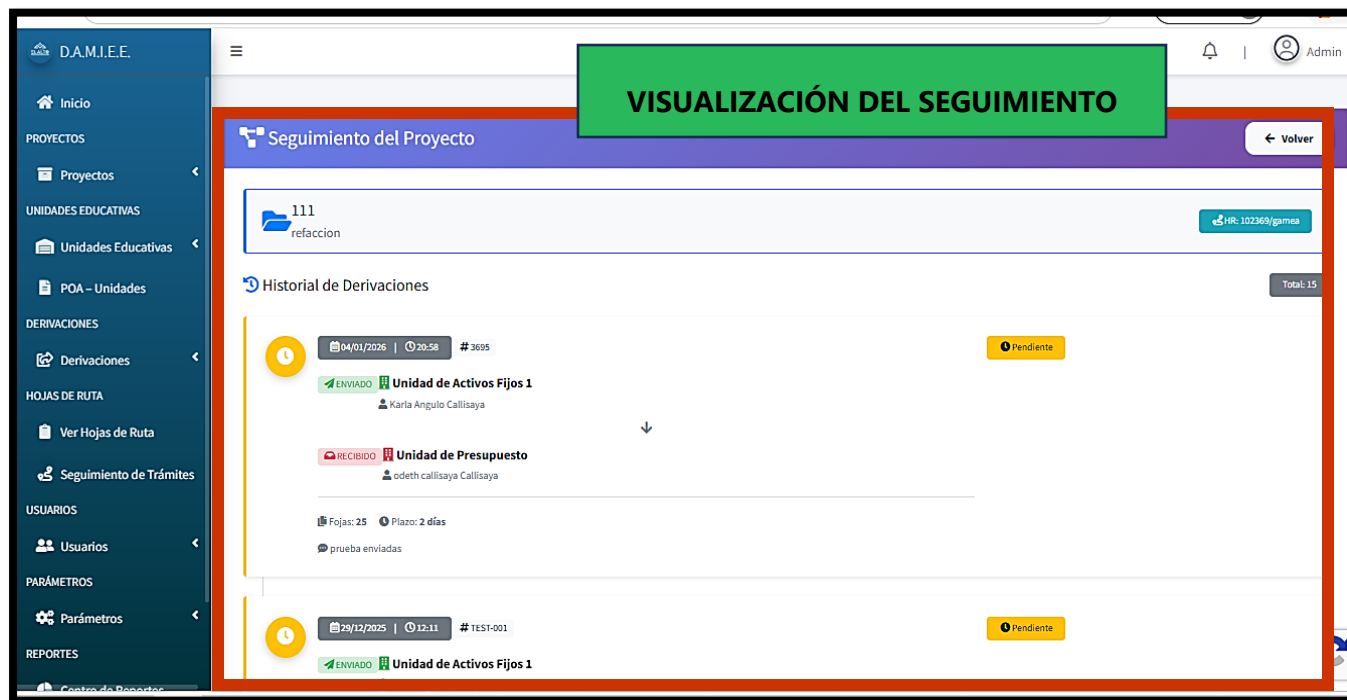 D.A.M.I.E.E.
Admin
VISUALIZACIÓN DEL SEGUIMIENTO
Inicio
PROYECTOS
Proyectos
UNIDADES EDUCATIVAS
Unidades Educativas
POA – Unidades
DERIVACIONES
Derivaciones
HOJAS DE RUTA
Ver Hojas de Ruta
Seguimiento de Trámites
USUARIOS
Usuarios
PARÁMETROS
Parámetros
REPORTES
Centro de Reportes
Seguimiento del Proyecto
Volver
111
refaccion
HR: 102369/gamea
Historial de Derivaciones
Total: 15
04/01/2026 | 20:58 # 3695
Pendiente
ENVIADO Unidad de Activos Fijos 1
Karla Angulo Callisaya
RECIBIDO Unidad de Presupuesto
odeth callisaya Callisaya
Fojas: 25 Plazo: 2 días
prueba enviadas
29/12/2025 | 12:11 # TEST-001
Pendiente
ENVIADO Unidad de Activos Fijos 1